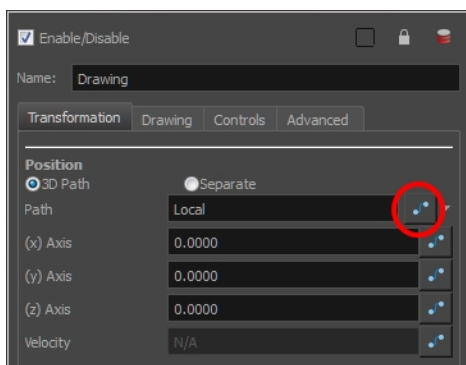 Enable/Disable
Name: Drawing
Transformation Drawing Controls Advanced
Position
3D Path Separate
Path Local
(x) Axis 0.0000
(y) Axis 0.0000
(z) Axis 0.0000
Velocity N/A